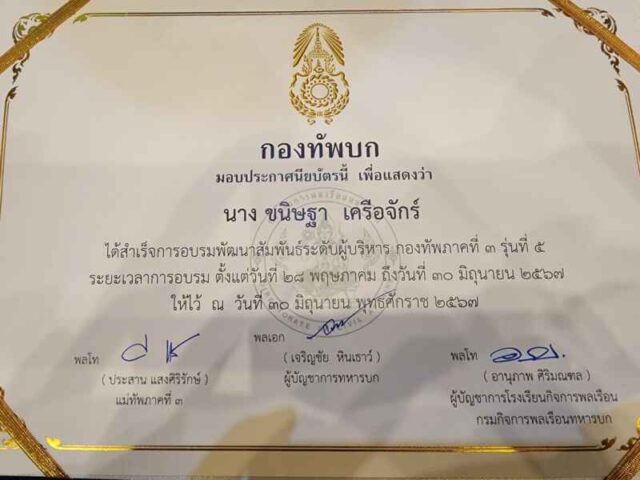 กองทัพบก
มอบประกาศนียบัตรนี้ เพื่อแสดงว่า
นาง ขนิษฐา เครือจักร์
ได้สำเร็จการอบรมพัฒนาสัมพันธ์ระดับผู้บริหาร กองทัพภาคที่ ๓ รุ่นที่ ๕
ระยะเวลาการอบรม ตั้งแต่วันที่ ๒๘ พฤษภาคม ถึงวันที่ ๓๐ มิถุนายน ๒๕๖๗
ให้ไว้ ณ วันที่ ๓๐ มิถุนายน พุทธศักราช ๒๕๖๗
พลโท
( ประสาน แสงศิริรักษ์ )
แม่ทัพภาคที่ ๓
พลเอก
( เจริญชัย หินเธาว์ )
ผู้บัญชาการทหารบก
พลโท
( อานุภาพ ศิริมณฑล )
ผู้บัญชาการโรงเรียนกิจการพลเรือน
กรมกิจการพลเรือนทหารบก